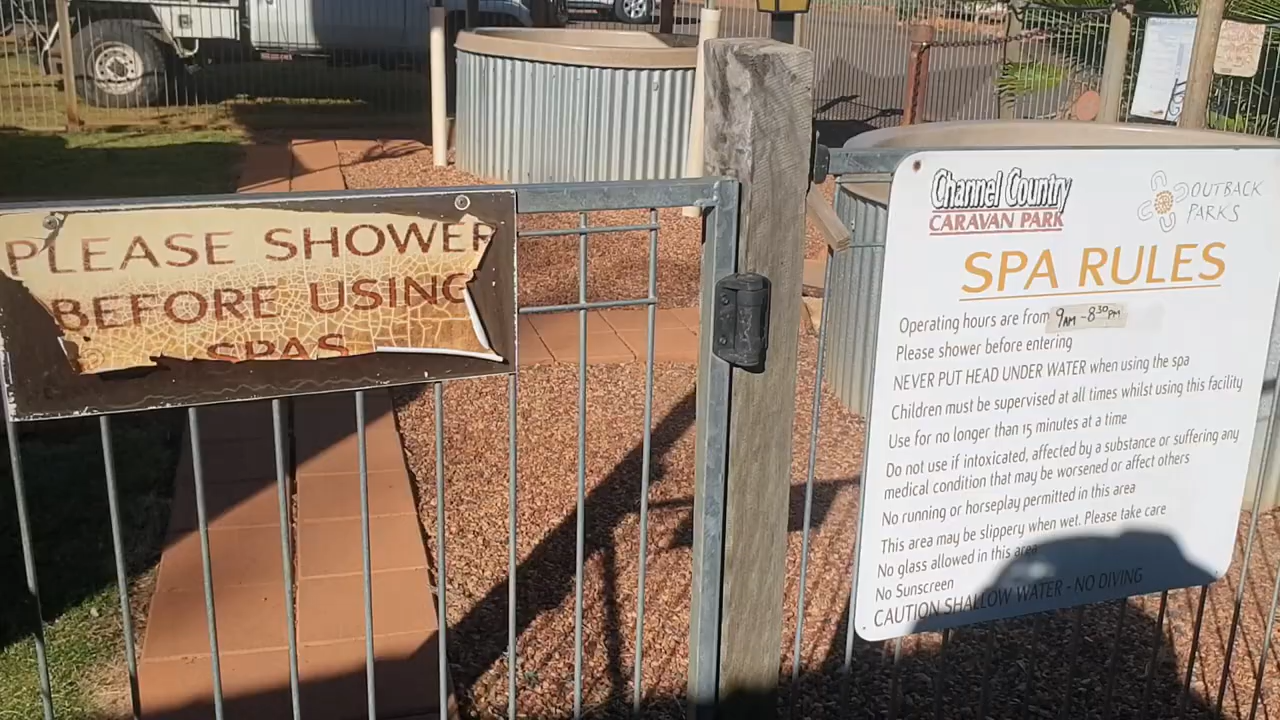 PLEASE SHOWER
BEFORE USING
SPAS
Channel Country
CARAVAN PARK
OUTBACK
PARKS
SPA RULES
Operating hours are from 9AM-8:30PM
Please shower before entering
NEVER PUT HEAD UNDER WATER when using the spa
Children must be supervised at all times whilst using this facility
Use for no longer than 15 minutes at a time
Do not use if intoxicated, affected by a substance or suffering any
medical condition that may be worsened or affect others
No running or horseplay permitted in this area
This area may be slippery when wet. Please take care
No glass allowed in this area
No Sunscreen
CAUTION SHALLOW WATER - NO DIVING